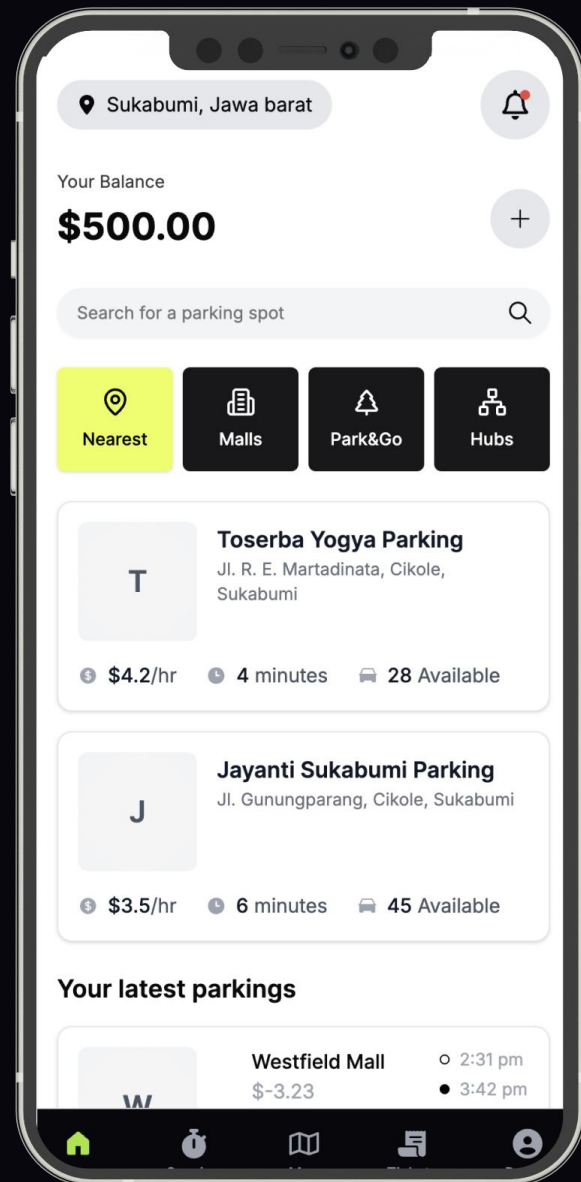 Sukabumi, Jawa barat
Your Balance
$500.00
Search for a parking spot
Nearest
Malls
Park&Go
Hubs
T
Toserba Yogya Parking
Jl. R. E. Martadinata, Cikole,
Sukabumi
$4.2/hr
4 minutes
28 Available
J
Jayanti Sukabumi Parking
Jl. Gunungparang, Cikole, Sukabumi
$3.5/hr
6 minutes
45 Available
Your latest parkings
W
Westfield Mall
2:31 pm
$-3.23
3:42 pm